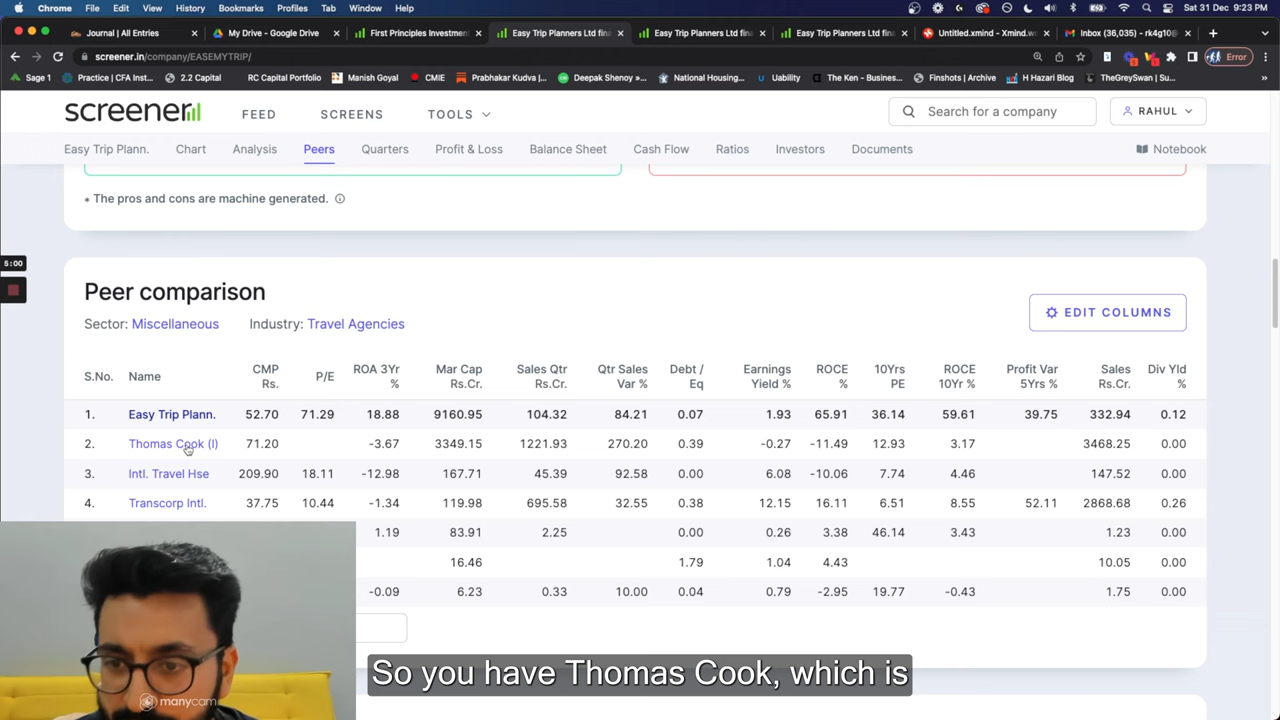 Chrome File Edit View History Bookmarks Profiles Tab Window Help Sat 31 Dec 9:23 PM
Journal | All Entries × My Drive - Google Drive × First Principles Investment × Easy Trip Planners Ltd fina × Easy Trip Planners Ltd fina × Easy Trip Planners Ltd fina × Untitled.xmind - Xmind.w × Inbox (36,035) - rk4g10@ ×
screener.in/company/EASEMYTRIP/ Error
Sage 1 Practice | CFA Inst... 2.2 Capital RC Capital Portfolio Manish Goyal CMIE Prabhakar Kudva |... Deepak Shenoy »... National Housing... Uability The Ken - Busines... Finshots | Archive H Hazari Blog TheGreySwan | Su... »
screener FEED SCREENS TOOLS Search for a company RAHUL
Easy Trip Plann. Chart Analysis Peers Quarters Profit & Loss Balance Sheet Cash Flow Ratios Investors Documents Notebook
* The pros and cons are machine generated.
5:00
Peer comparison
EDIT COLUMNS
Sector: Miscellaneous Industry: Travel Agencies
S.No. Name CMP Rs. P/E ROA 3Yr % Mar Cap Rs.Cr. Sales Qtr Rs.Cr. Qtr Sales Var % Debt / Eq Earnings Yield % ROCE % 10Yrs PE ROCE 10Yr % Profit Var 5Yrs % Sales Rs.Cr. Div Yld %
1. Easy Trip Plann. 52.70 71.29 18.88 9160.95 104.32 84.21 0.07 1.93 65.91 36.14 59.61 39.75 332.94 0.12
2. Thomas Cook (I) 71.20 -3.67 3349.15 1221.93 270.20 0.39 -0.27 -11.49 12.93 3.17 3468.25 0.00
3. Intl. Travel Hse 209.90 18.11 -12.98 167.71 45.39 92.58 0.00 6.08 -10.06 7.74 4.46 147.52 0.00
4. Transcorp Intl. 37.75 10.44 -1.34 119.98 695.58 32.55 0.38 12.15 16.11 6.51 8.55 52.11 2868.68 0.26
1.19 83.91 2.25 0.00 0.26 3.38 46.14 3.43 1.23 0.00
16.46 1.79 1.04 4.43 10.05 0.00
-0.09 6.23 0.33 10.00 0.04 0.79 -2.95 19.77 -0.43 1.75 0.00
So you have Thomas Cook, which is
manycam